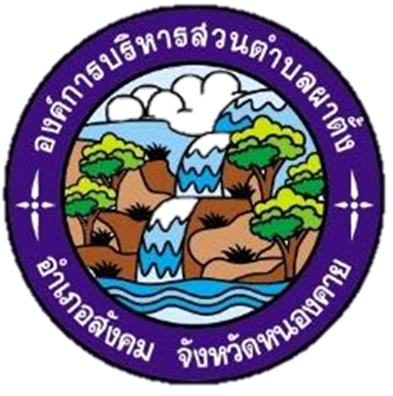 องค์การบริหารส่วนตำบลผาตั้ง
อำเภอสังคม จังหวัดหนองคาย